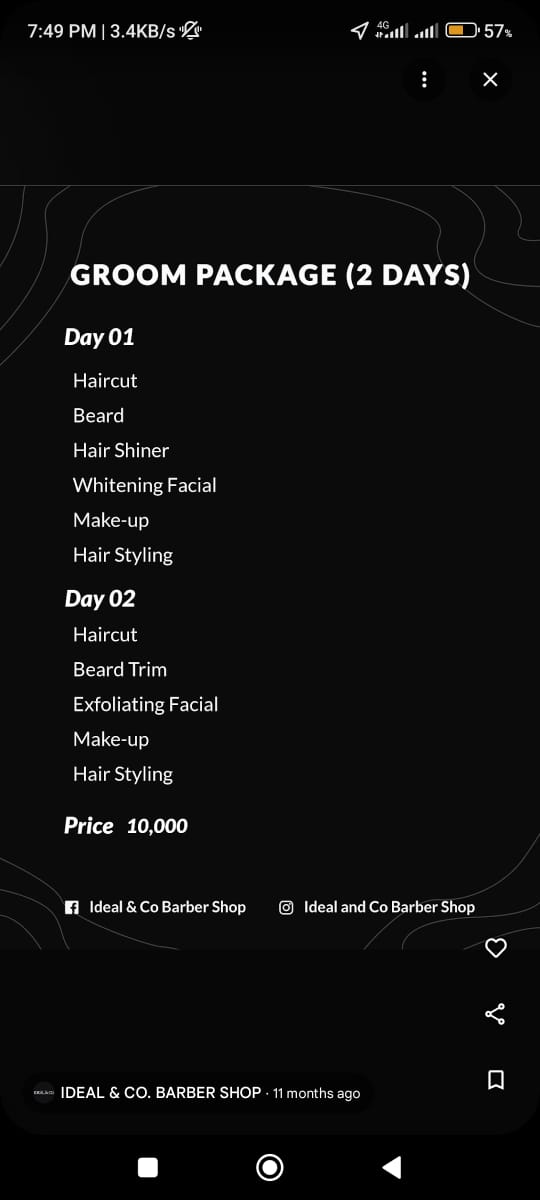 7:49 PM | 3.4KB/s 4G 57%
GROOM PACKAGE (2 DAYS)
Day 01
Haircut
Beard
Hair Shiner
Whitening Facial
Make-up
Hair Styling
Day 02
Haircut
Beard Trim
Exfoliating Facial
Make-up
Hair Styling
Price 10,000
Ideal & Co Barber Shop Ideal and Co Barber Shop
IDEAL & CO. BARBER SHOP · 11 months ago